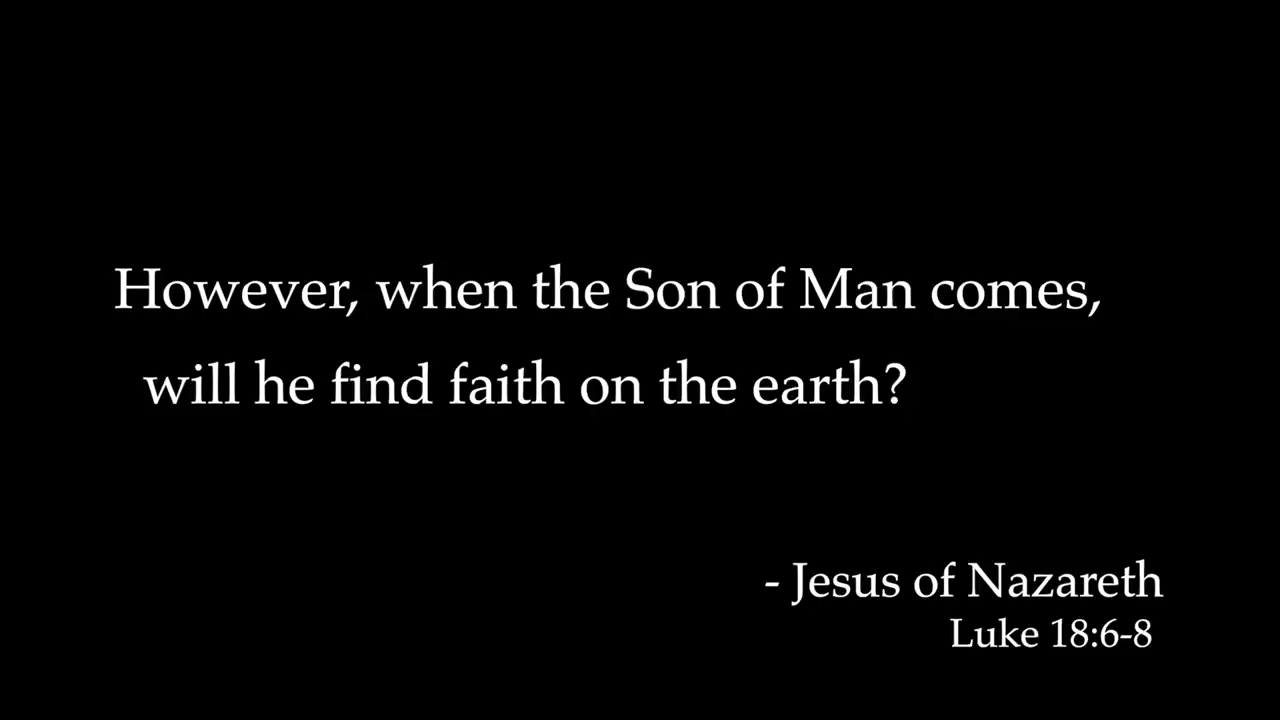 However, when the Son of Man comes,
will he find faith on the earth?
- Jesus of Nazareth
Luke 18:6-8